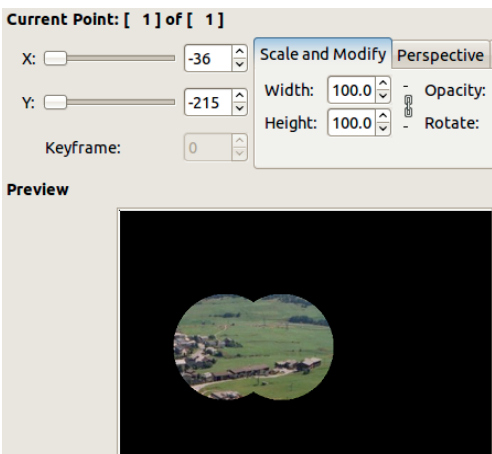 Current Point: [ 1 ] of [ 1 ]
X: -36
Y: -215
Keyframe: 0
Scale and Modify Perspective
Width: 100.0 Opacity:
Height: 100.0 Rotate:
Preview